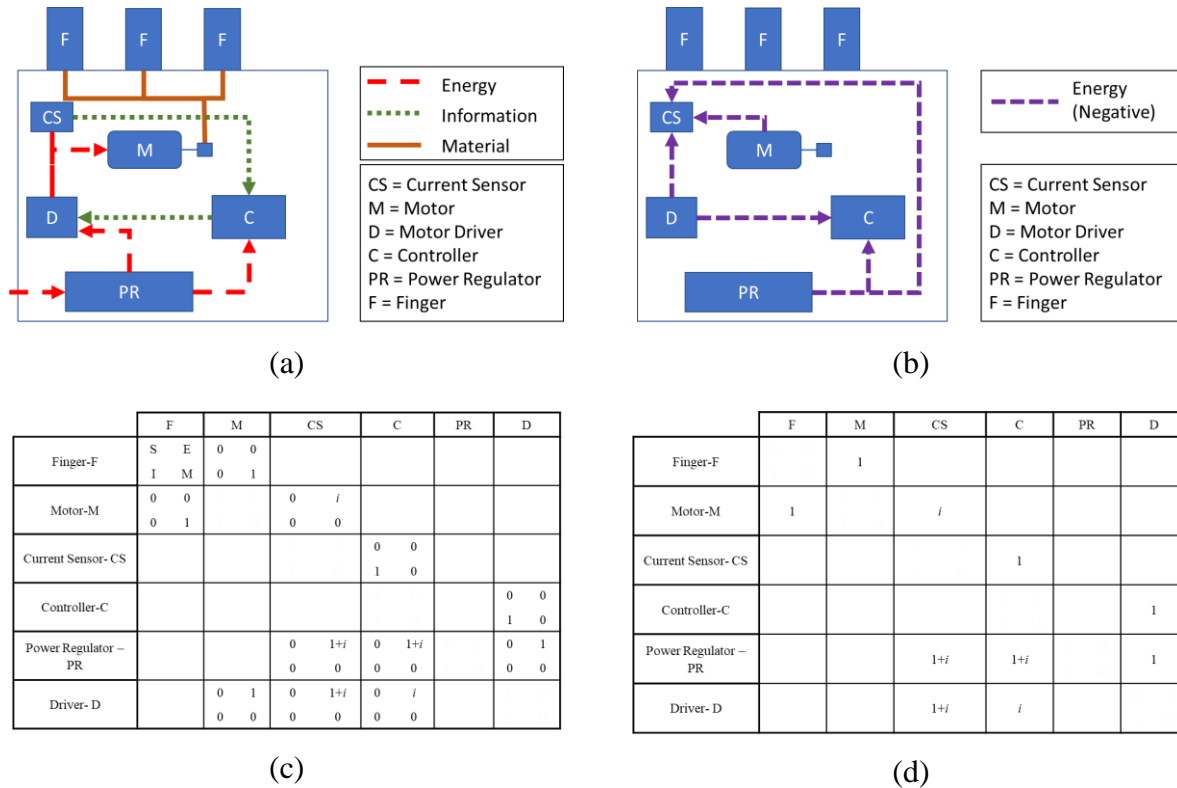 F F F
CS
M
D
C
PR
Energy
Information
Material
CS = Current Sensor
M = Motor
D = Motor Driver
C = Controller
PR = Power Regulator
F = Finger
(a)
F F F
CS
M
D
C
PR
Energy
(Negative)
CS = Current Sensor
M = Motor
D = Motor Driver
C = Controller
PR = Power Regulator
F = Finger
(b)
F M CS C PR D
S E 0 0
Finger-F
I M 0 1
0 0 0 i
Motor-M
0 1 0 0
0 0
Current Sensor- CS
1 0
0 0
Controller-C
1 0
Power Regulator –
PR
0 1+i 0 1+i 0 1
0 0 0 0 0 0
0 1 0 1+i 0 i
Driver- D
0 0 0 0 0 0
(c)
F M CS C PR D
Finger-F 1
Motor-M 1 i
Current Sensor-CS 1
Controller-C 1
Power Regulator –
PR
1+i 1+i 1
Driver- D 1+i i
(d)